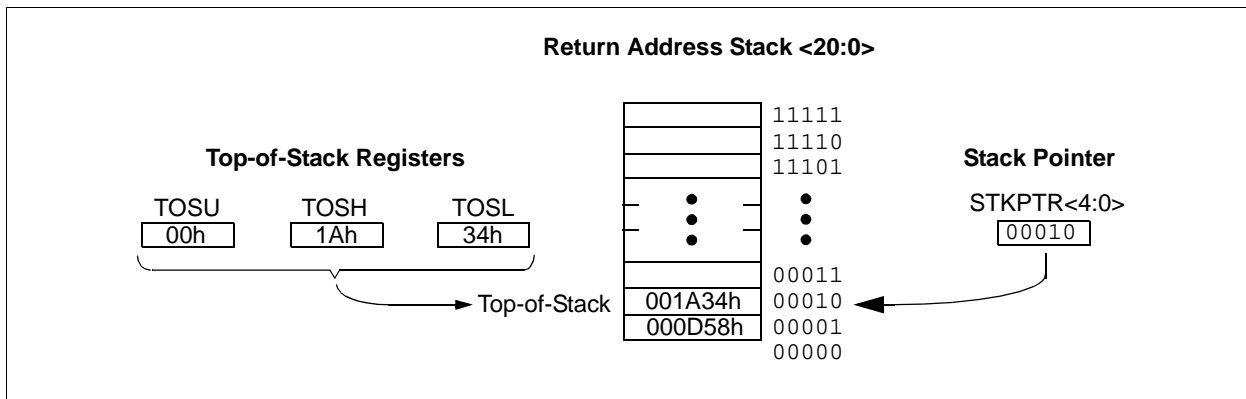 Return Address Stack <20:0>
Top-of-Stack Registers
TOSU TOSH TOSL
00h 1Ah 34h
11111
11110
11101
Stack Pointer
STKPTR<4:0>
00010
00011
Top-of-Stack 001A34h 00010
000D58h 00001
00000